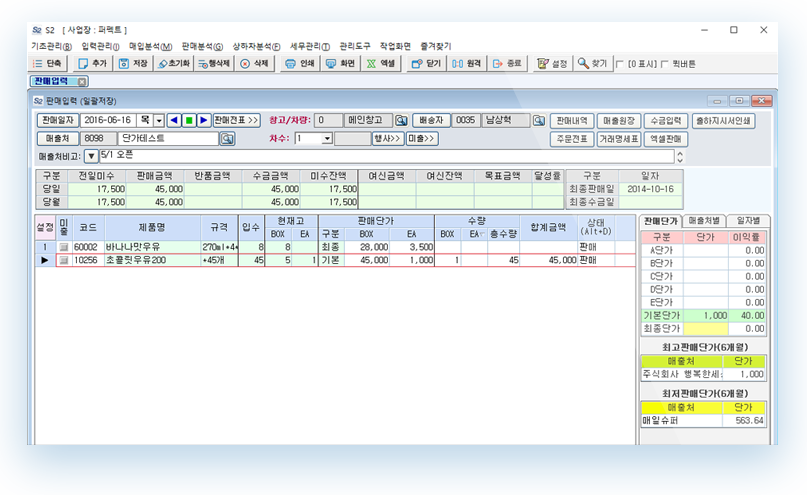 S2 S2 [ 사업장 : 퍼펙트 ]
기초관리(B) 입력관리(I) 매입분석(M) 판매분석(G) 상하차분석(F) 세무관리(T) 관리도구 작업화면 즐겨찾기
단축 추가 저장 초기화 행삭제 삭제 인쇄 화면 엑셀 닫기 원격 종료 설정 찾기 [0 표시] 퀵버튼
판매입력
S2 판매입력 (일괄저장)
판매일자 2016-06-16 목 판매전표 >> 창고/차량: 0 메인창고 배송자 0035 남상혁 판매내역 매출원장 수금입력 출하지시서인쇄
매출처 8098 단가테스트 차수: 1 행사>> 미출>> 주문전표 거래명세표 엑셀판매
매출처비고: ▼ 5/1 오픈
구분 전일미수 판매금액 반품금액 수금금액 미수잔액 여신금액 여신잔액 목표금액 달성율 구분 일자
당일 17,500 45,000 45,000 17,500 최종판매일 2014-10-16
당월 17,500 45,000 45,000 17,500 최종수금일
설정 미출 코드 제품명 규격 입수 현재고 판매단가 수량 합계금액 상태 (Alt+D)
BOX EA 구분 BOX EA BOX EA 총수량
1 60002 바나나맛우유 270ml*4* 8 8 최종 28,000 3,500 판매
▶ 10256 초콜릿우유200 *45개 45 5 1 기본 45,000 1,000 1 45 45,000 판매
판매단가 매출처별 일자별
구분 단가 이익률
A단가 0.00
B단가 0.00
C단가 0.00
D단가 0.00
E단가 0.00
기본단가 1,000 40.00
최종단가 0.00
최고판매단가(6개월)
매출처 단가
주식회사 행복한세: 1,000
최저판매단가(6개월)
매출처 단가
매일슈퍼 563.64